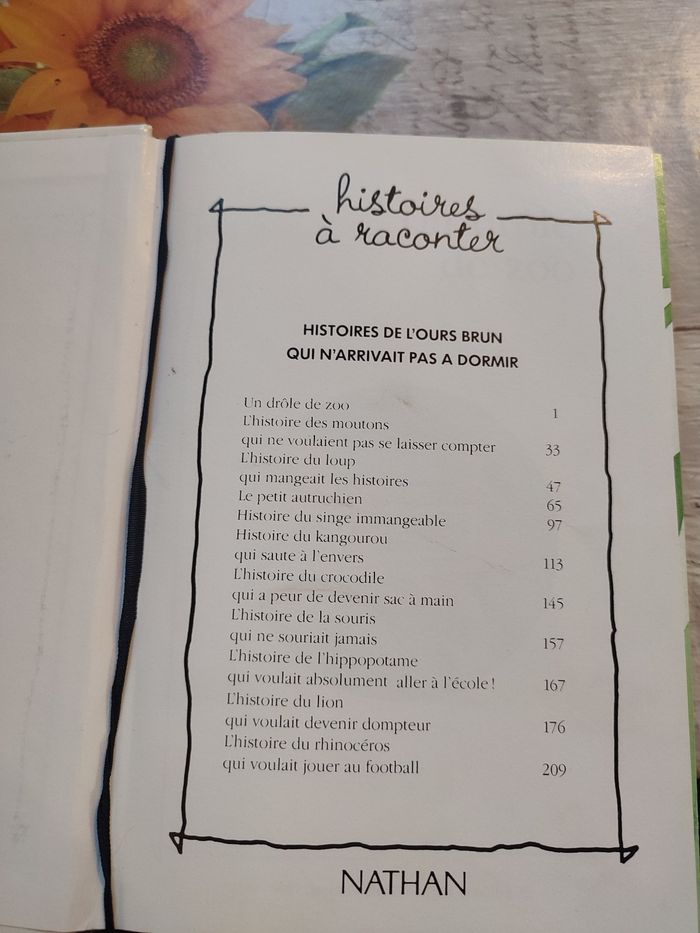 histoires
à raconter
HISTOIRES DE L'OURS BRUN
QUI N'ARRIVAIT PAS A DORMIR
Un drôle de zoo 1
L'histoire des moutons
qui ne voulaient pas se laisser compter 33
L'histoire du loup
qui mangeait les histoires 47
Le petit autruchien 65
Histoire du singe immangeable 97
Histoire du kangourou
qui saute à l'envers 113
L'histoire du crocodile
qui a peur de devenir sac à main 145
L'histoire de la souris
qui ne souriait jamais 157
L'histoire de l'hippopotame
qui voulait absolument aller à l'école ! 167
L'histoire du lion
qui voulait devenir dompteur 176
L'histoire du rhinocéros
qui voulait jouer au football 209
NATHAN